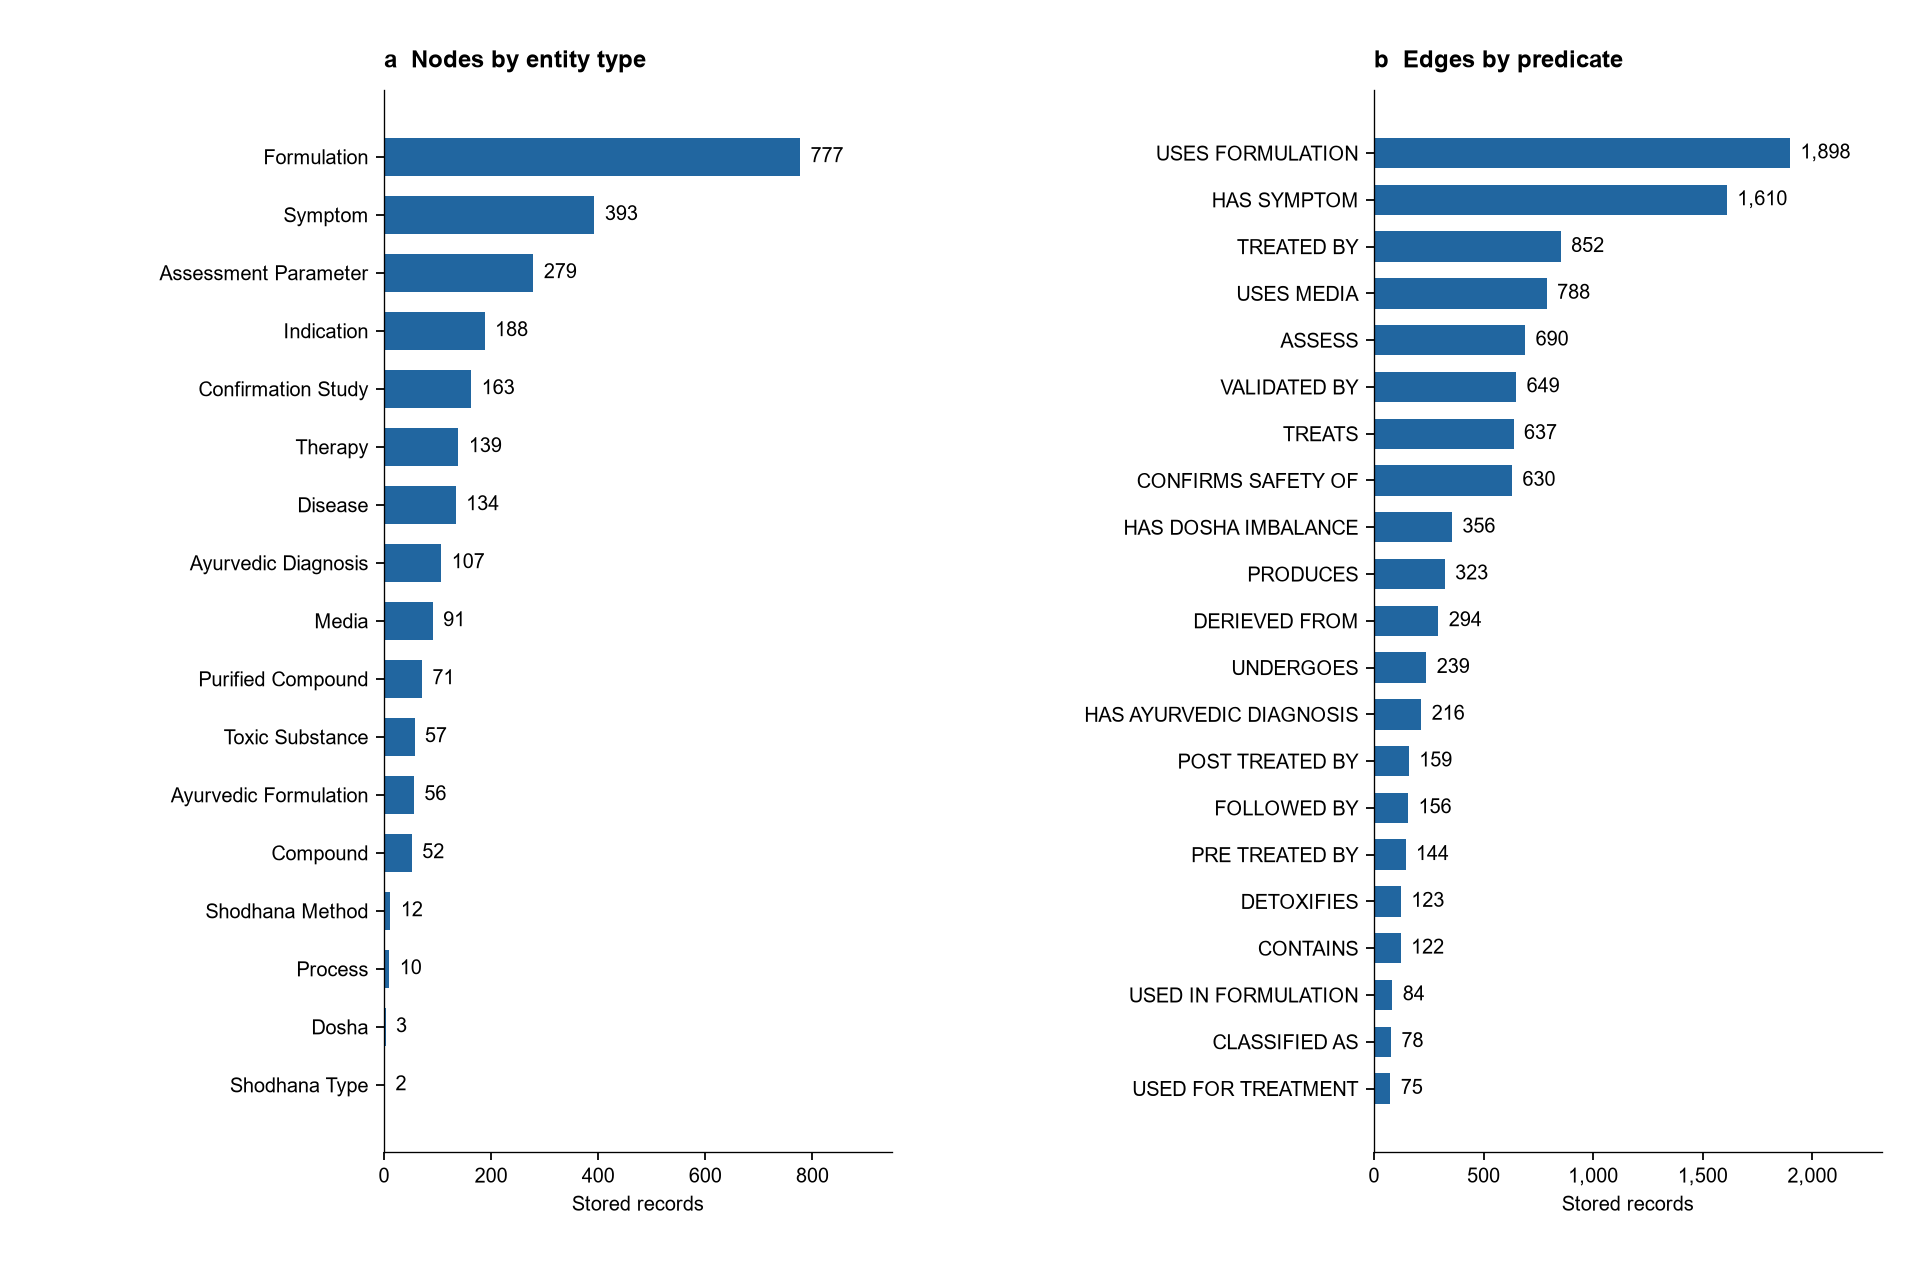 a Nodes by entity type
Formulation 777
Symptom 393
Assessment Parameter 279
Indication 188
Confirmation Study 163
Therapy 139
Disease 134
Ayurvedic Diagnosis 107
Media 91
Purified Compound 71
Toxic Substance 57
Ayurvedic Formulation 56
Compound 52
Shodhana Method 12
Process 10
Dosha 3
Shodhana Type 2
0 200 400 600 800
Stored records
b Edges by predicate
USES FORMULATION 1,898
HAS SYMPTOM 1,610
TREATED BY 852
USES MEDIA 788
ASSESS 690
VALIDATED BY 649
TREATS 637
CONFIRMS SAFETY OF 630
HAS DOSHA IMBALANCE 356
PRODUCES 323
DERIEVED FROM 294
UNDERGOES 239
HAS AYURVEDIC DIAGNOSIS 216
POST TREATED BY 159
FOLLOWED BY 156
PRE TREATED BY 144
DETOXIFIES 123
CONTAINS 122
USED IN FORMULATION 84
CLASSIFIED AS 78
USED FOR TREATMENT 75
0 500 1,000 1,500 2,000
Stored records